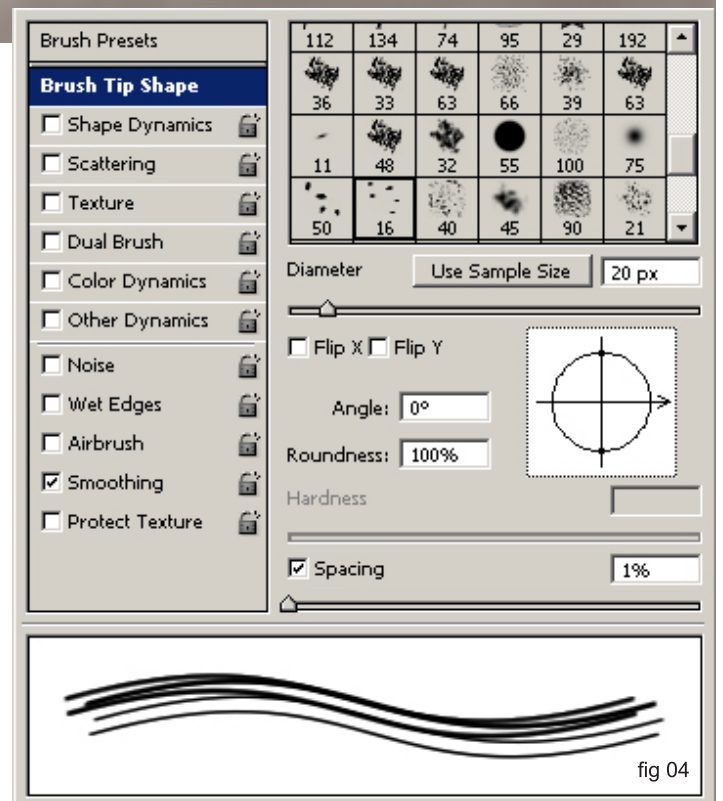 Brush Presets
Brush Tip Shape
Shape Dynamics
Scattering
Texture
Dual Brush
Color Dynamics
Other Dynamics
Noise
Wet Edges
Airbrush
Smoothing
Protect Texture
112 134 74 95 29 192
36 33 63 66 39 63
11 48 32 55 100 75
50 16 40 45 90 21
Diameter Use Sample Size 20 px
Flip X Flip Y
Angle: 0°
Roundness: 100%
Hardness
Spacing 1%
fig 04